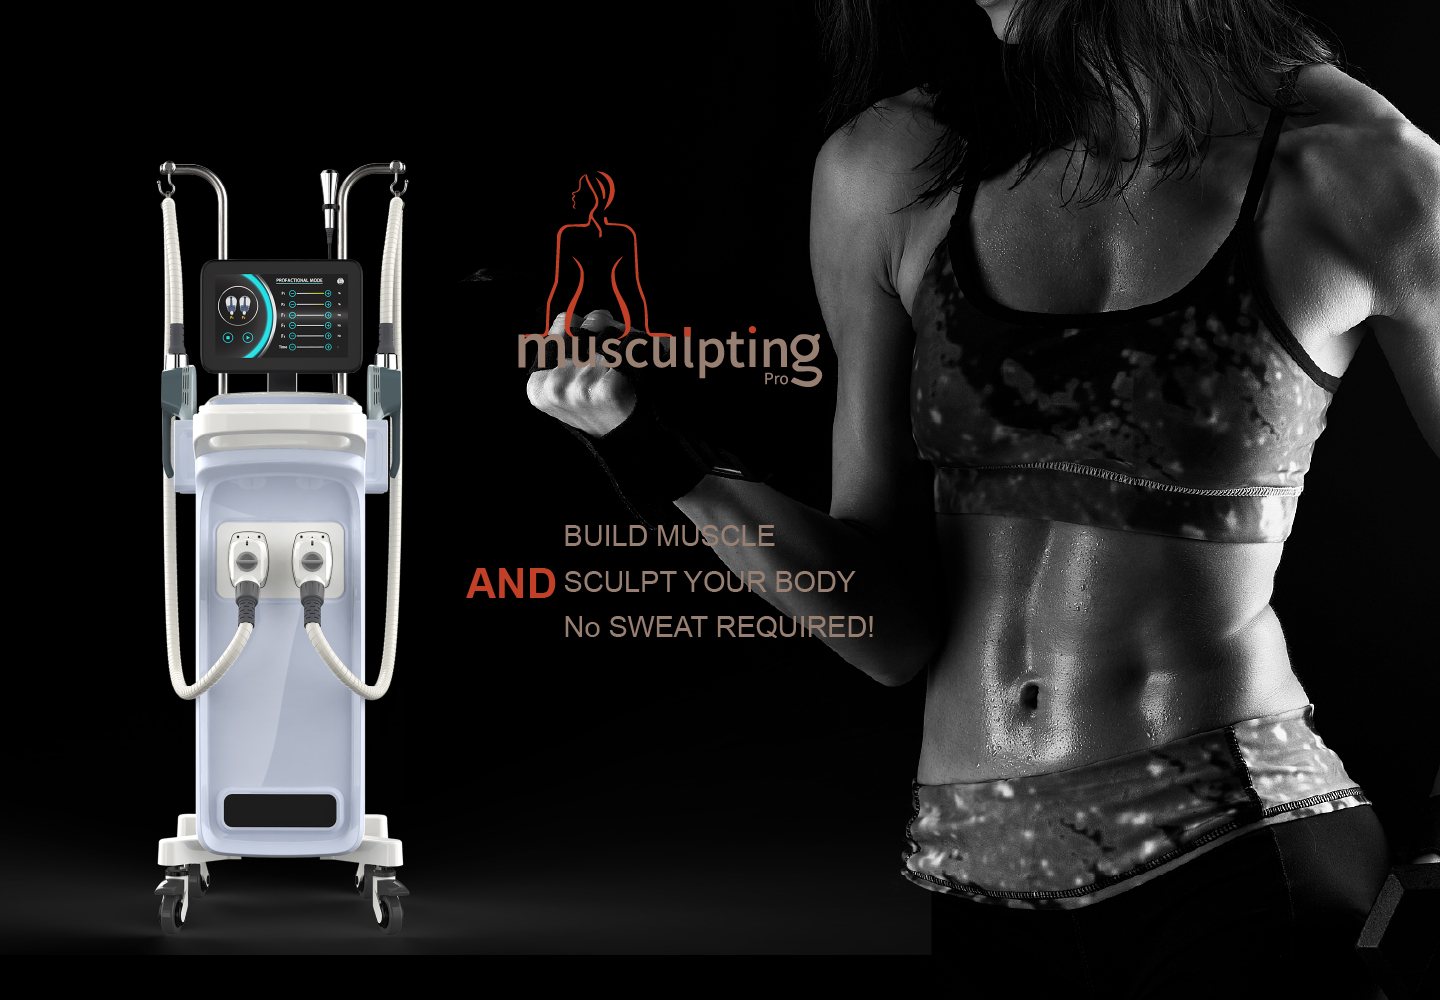 PROFACTIONAL MODE
musculpting
Pro
BUILD MUSCLE
AND SCULPT YOUR BODY
No SWEAT REQUIRED!